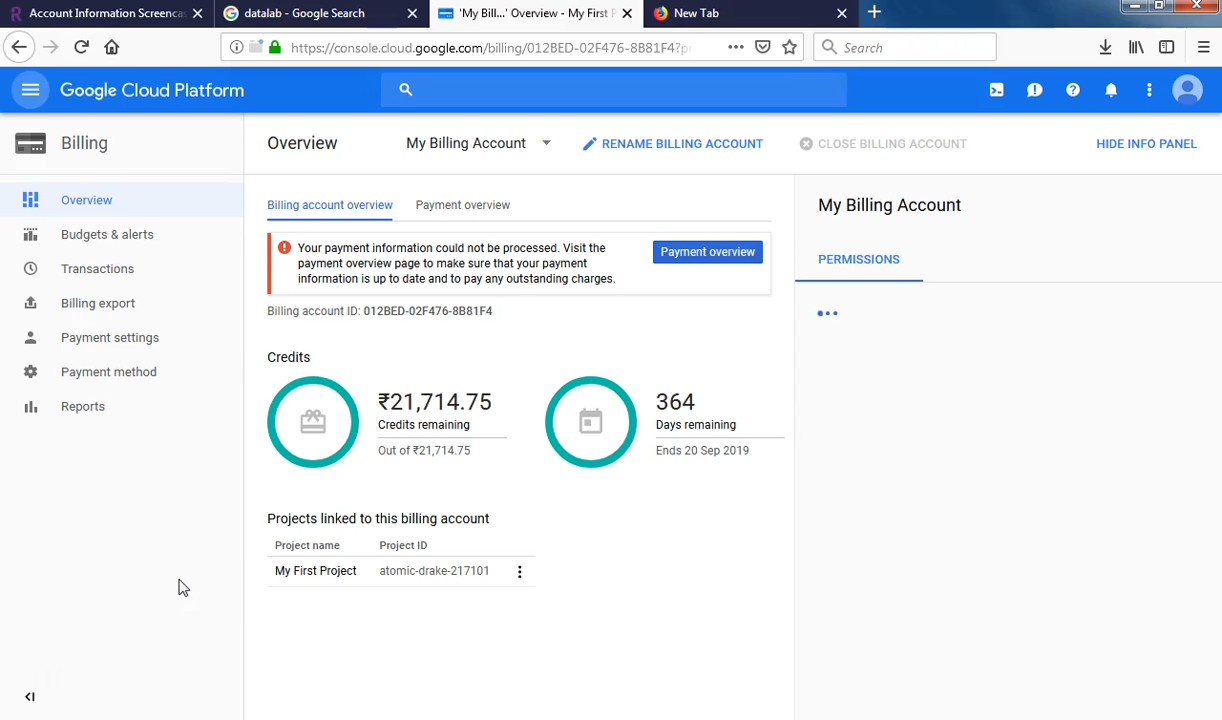 Account Information Screencas
datalab - Google Search
'My Bill...' Overview - My First P
New Tab
https://console.cloud.google.com/billing/012BED-02F476-8B81F4?p
Search
Google Cloud Platform
Billing
Overview
My Billing Account
RENAME BILLING ACCOUNT
CLOSE BILLING ACCOUNT
HIDE INFO PANEL
Overview
Budgets & alerts
Transactions
Billing export
Payment settings
Payment method
Reports
Billing account overview
Payment overview
Your payment information could not be processed. Visit the
payment overview page to make sure that your payment
information is up to date and to pay any outstanding charges.
Payment overview
Billing account ID: 012BED-02F476-8B81F4
Credits
₹21,714.75
Credits remaining
Out of ₹21,714.75
364
Days remaining
Ends 20 Sep 2019
Projects linked to this billing account
Project name
Project ID
My First Project
atomic-drake-217101
My Billing Account
PERMISSIONS